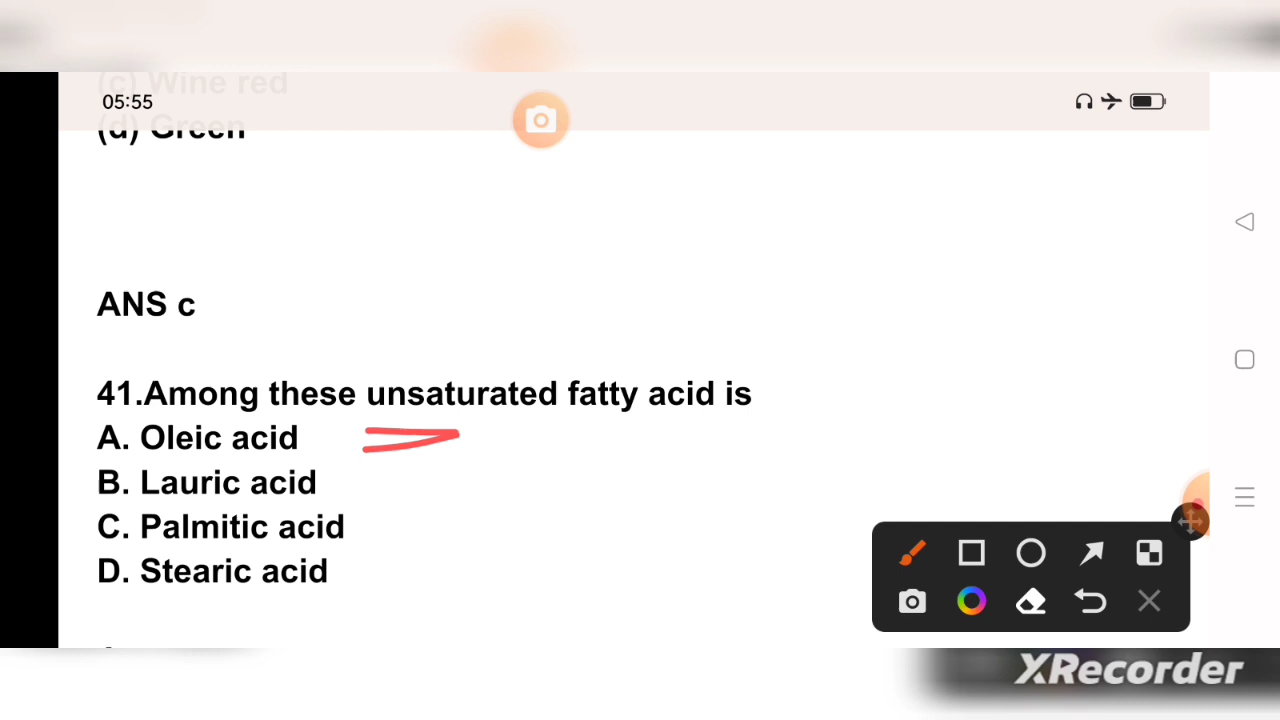 (c) Wine red
05:55
(d) Green
ANS c
41.Among these unsaturated fatty acid is
A. Oleic acid
B. Lauric acid
C. Palmitic acid
D. Stearic acid
XRecorder